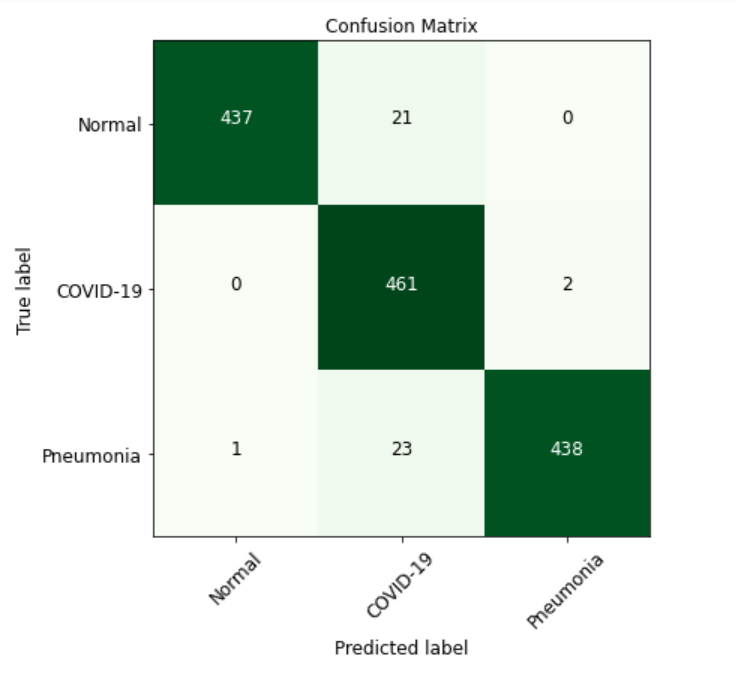 Confusion Matrix
Normal 437 21 0
COVID-19 0 461 2
Pneumonia 1 23 438
True label
Normal COVID-19 Pneumonia
Predicted label